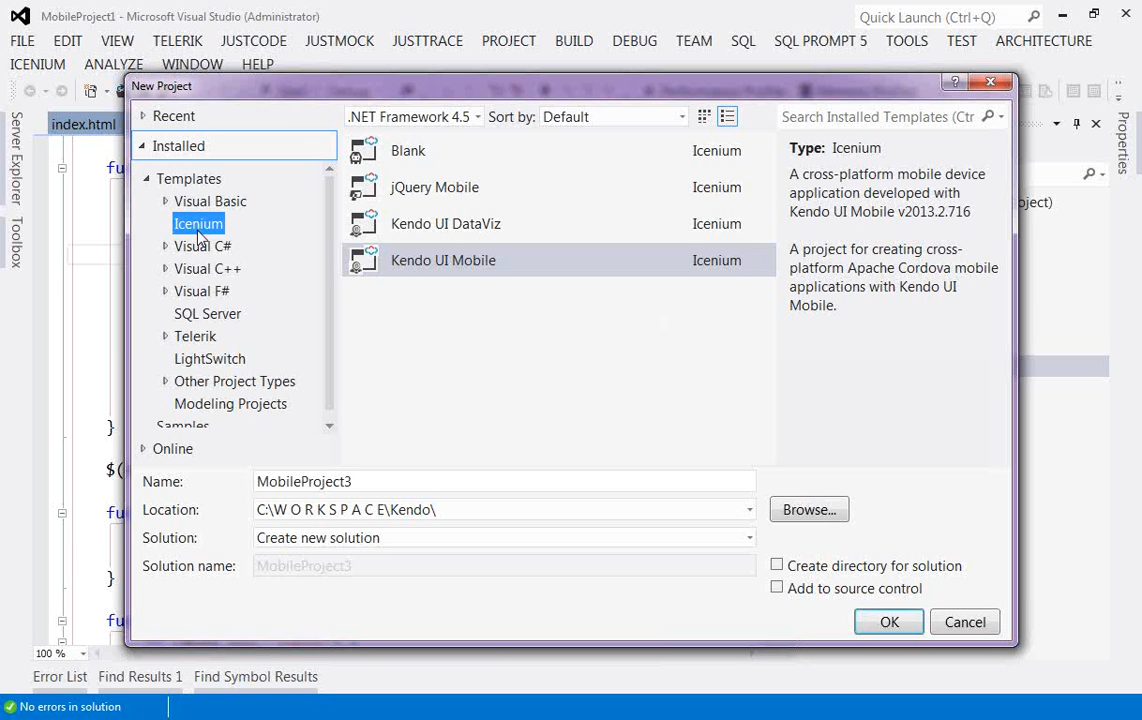 MobileProject1 - Microsoft Visual Studio (Administrator)
Quick Launch (Ctrl+Q)
FILE EDIT VIEW TELERIK JUSTCODE JUSTMOCK JUSTTRACE PROJECT BUILD DEBUG TEAM SQL SQL PROMPT 5 TOOLS TEST ARCHITECTURE
ICENIUM ANALYZE WINDOW HELP
New Project
?
Server Explorer
Toolbox
index.html
Properties
Recent
.NET Framework 4.5
Sort by:
Default
Search Installed Templates (Ctr
Installed
Templates
Visual Basic
Icenium
Visual C#
Visual C++
Visual F#
SQL Server
Telerik
LightSwitch
Other Project Types
Modeling Projects
Samples
Online
Blank Icenium
jQuery Mobile Icenium
Kendo UI DataViz Icenium
Kendo UI Mobile Icenium
Type: Icenium
A cross-platform mobile device
application developed with
Kendo UI Mobile v2013.2.716
A project for creating cross-
platform Apache Cordova mobile
applications with Kendo UI
Mobile.
fu
}
$(
fu
}
fu
ject)
Name: MobileProject3
Location: C:\W O R K S P A C E\Kendo\
Browse...
Solution: Create new solution
Solution name: MobileProject3
Create directory for solution
Add to source control
OK Cancel
100 %
Error List Find Results 1 Find Symbol Results
No errors in solution